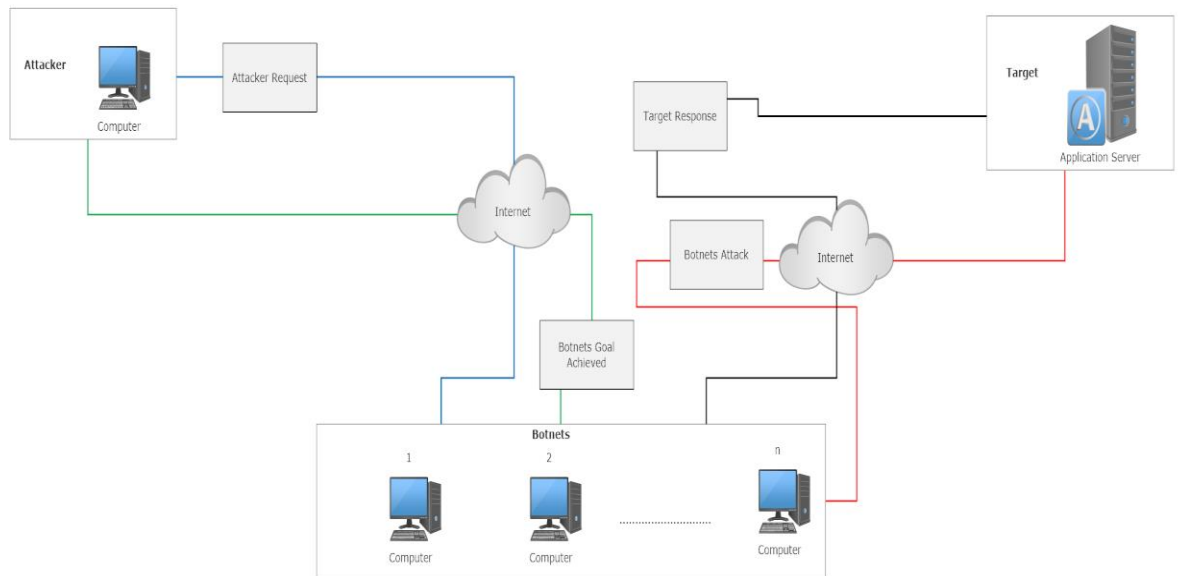 Attacker
Computer
Attacker Request
Target Response
Target
A
Application Server
Internet
Botnets Attack
Internet
Botnets Goal
Achieved
Botnets
1
2
n
Computer
Computer
....................
Computer